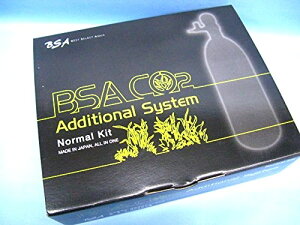 BSA BEST SELECT AQUA
BSA CO2
Additional System
Normal Kit
MADE IN JAPAN, ALL IN ONE